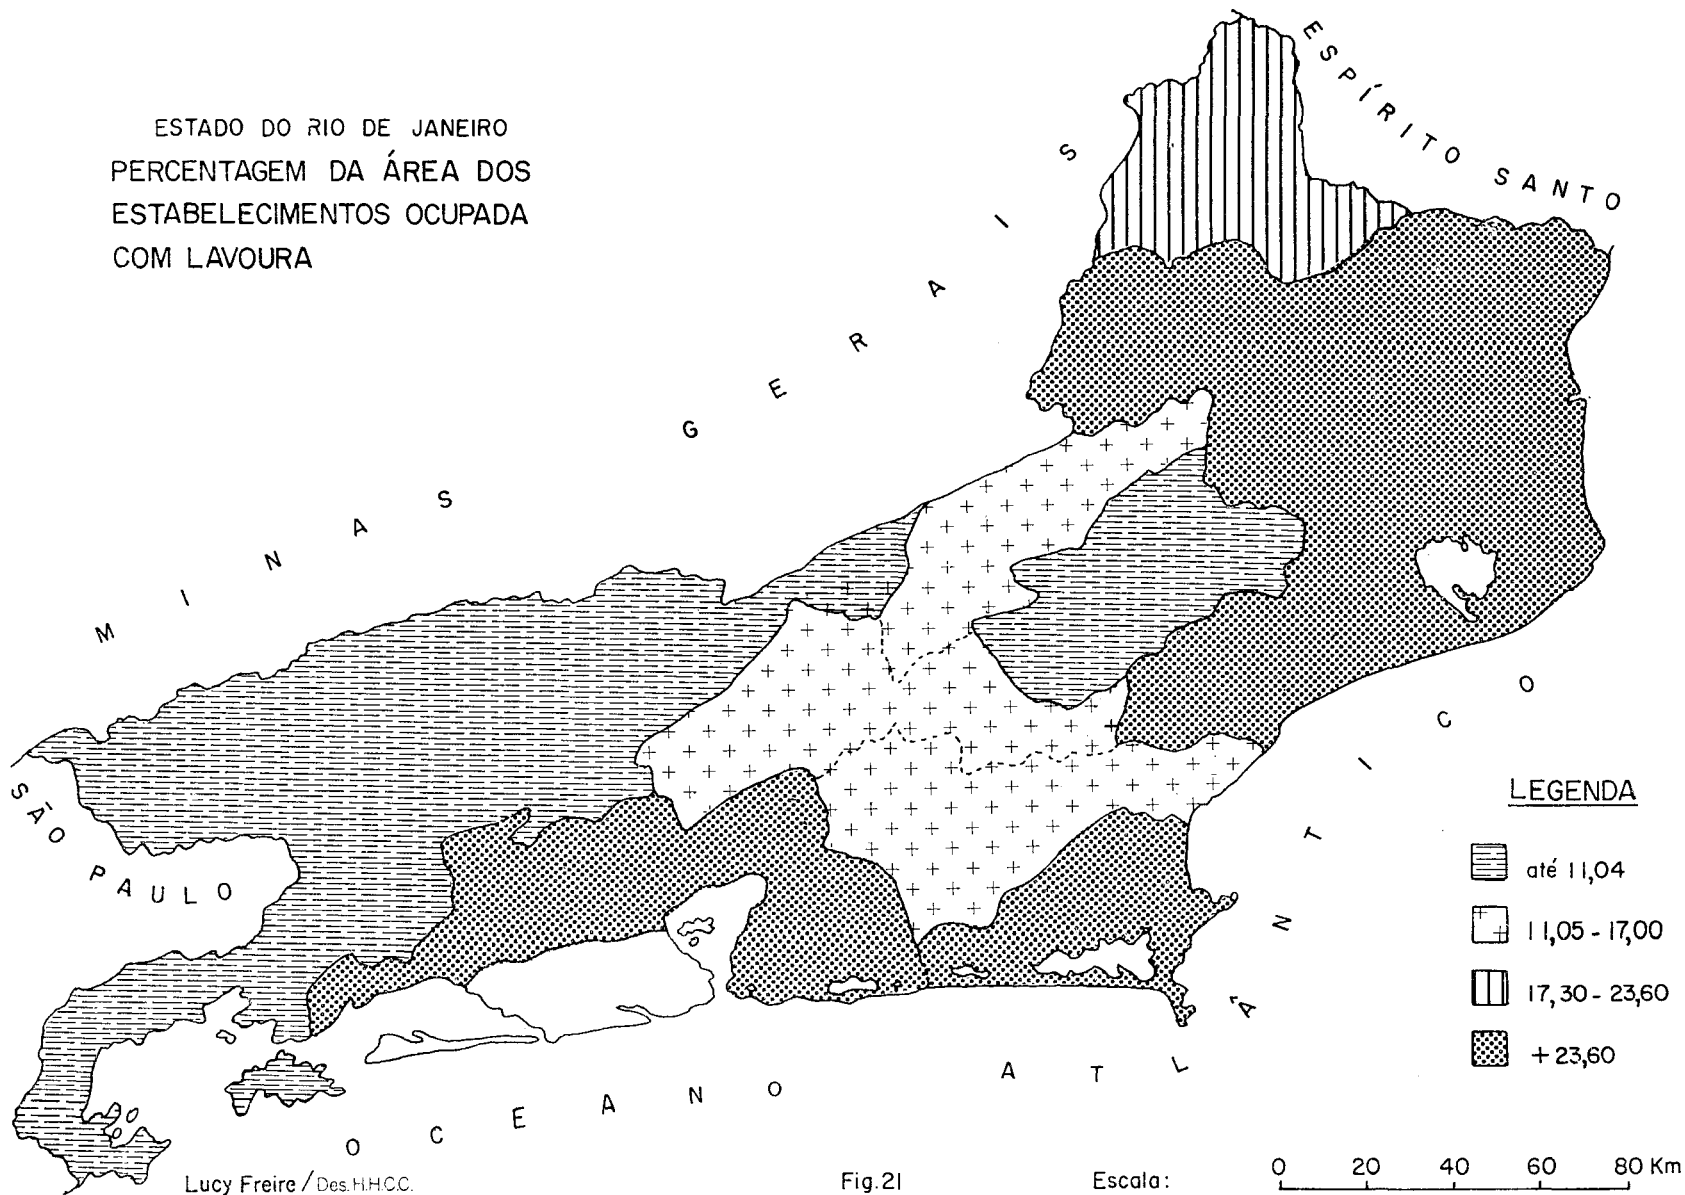 ESTADO DO RIO DE JANEIRO
PERCENTAGEM DA ÁREA DOS
ESTABELECIMENTOS OCUPADA
COM LAVOURA
ESPÍRITO SANTO
MINAS GERAIS
SÃO PAULO
OCEANO ATLÂNTICO
LEGENDA
até 11,04
11,05 - 17,00
17,30 - 23,60
+ 23,60
Lucy Freire / Des. H.H.C.C.
Fig. 21
Escala: 0 20 40 60 80 Km